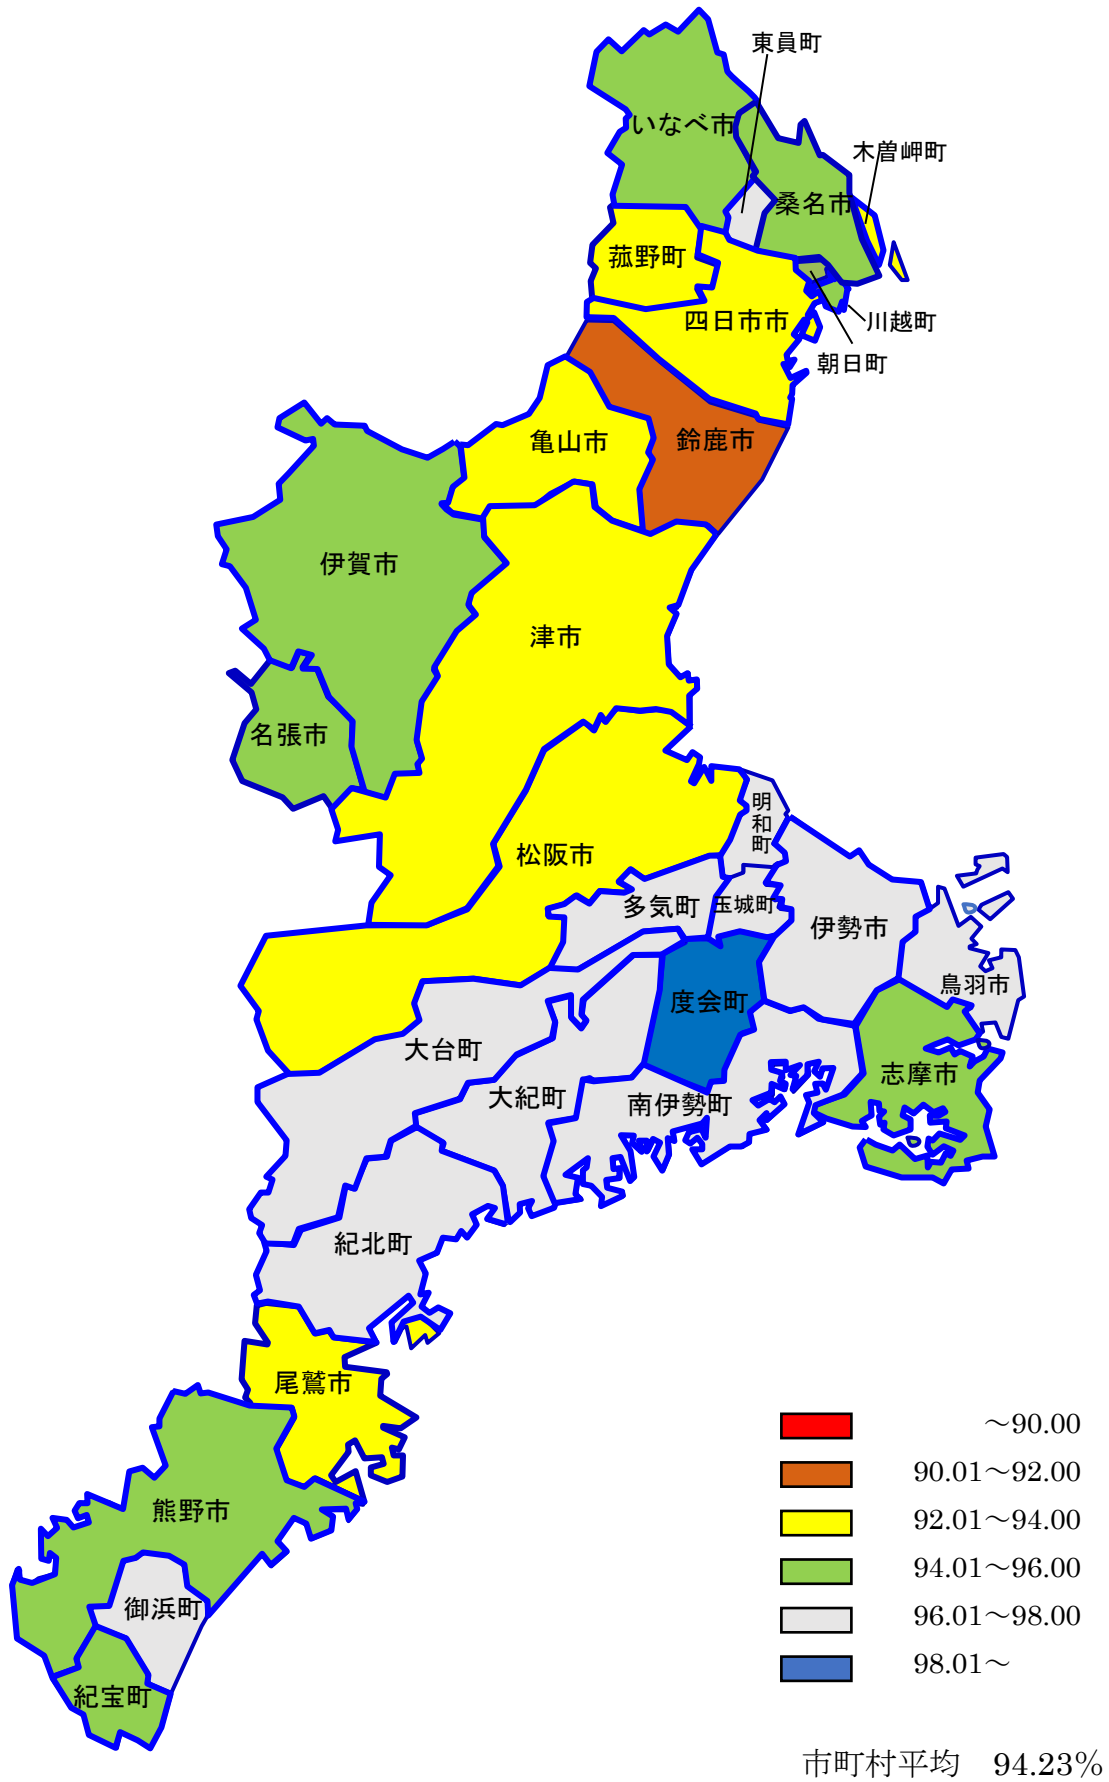 東員町
いなべ市
木曽岬町
桑名市
菰野町
四日市市
川越町
朝日町
亀山市
鈴鹿市
伊賀市
津市
名張市
明和町
松阪市
多気町
玉城町
伊勢市
鳥羽市
度会町
大台町
志摩市
大紀町
南伊勢町
紀北町
尾鷲市
熊野市
御浜町
紀宝町
～90.00
90.01～92.00
92.01～94.00
94.01～96.00
96.01～98.00
98.01～
市町村平均 94.23%